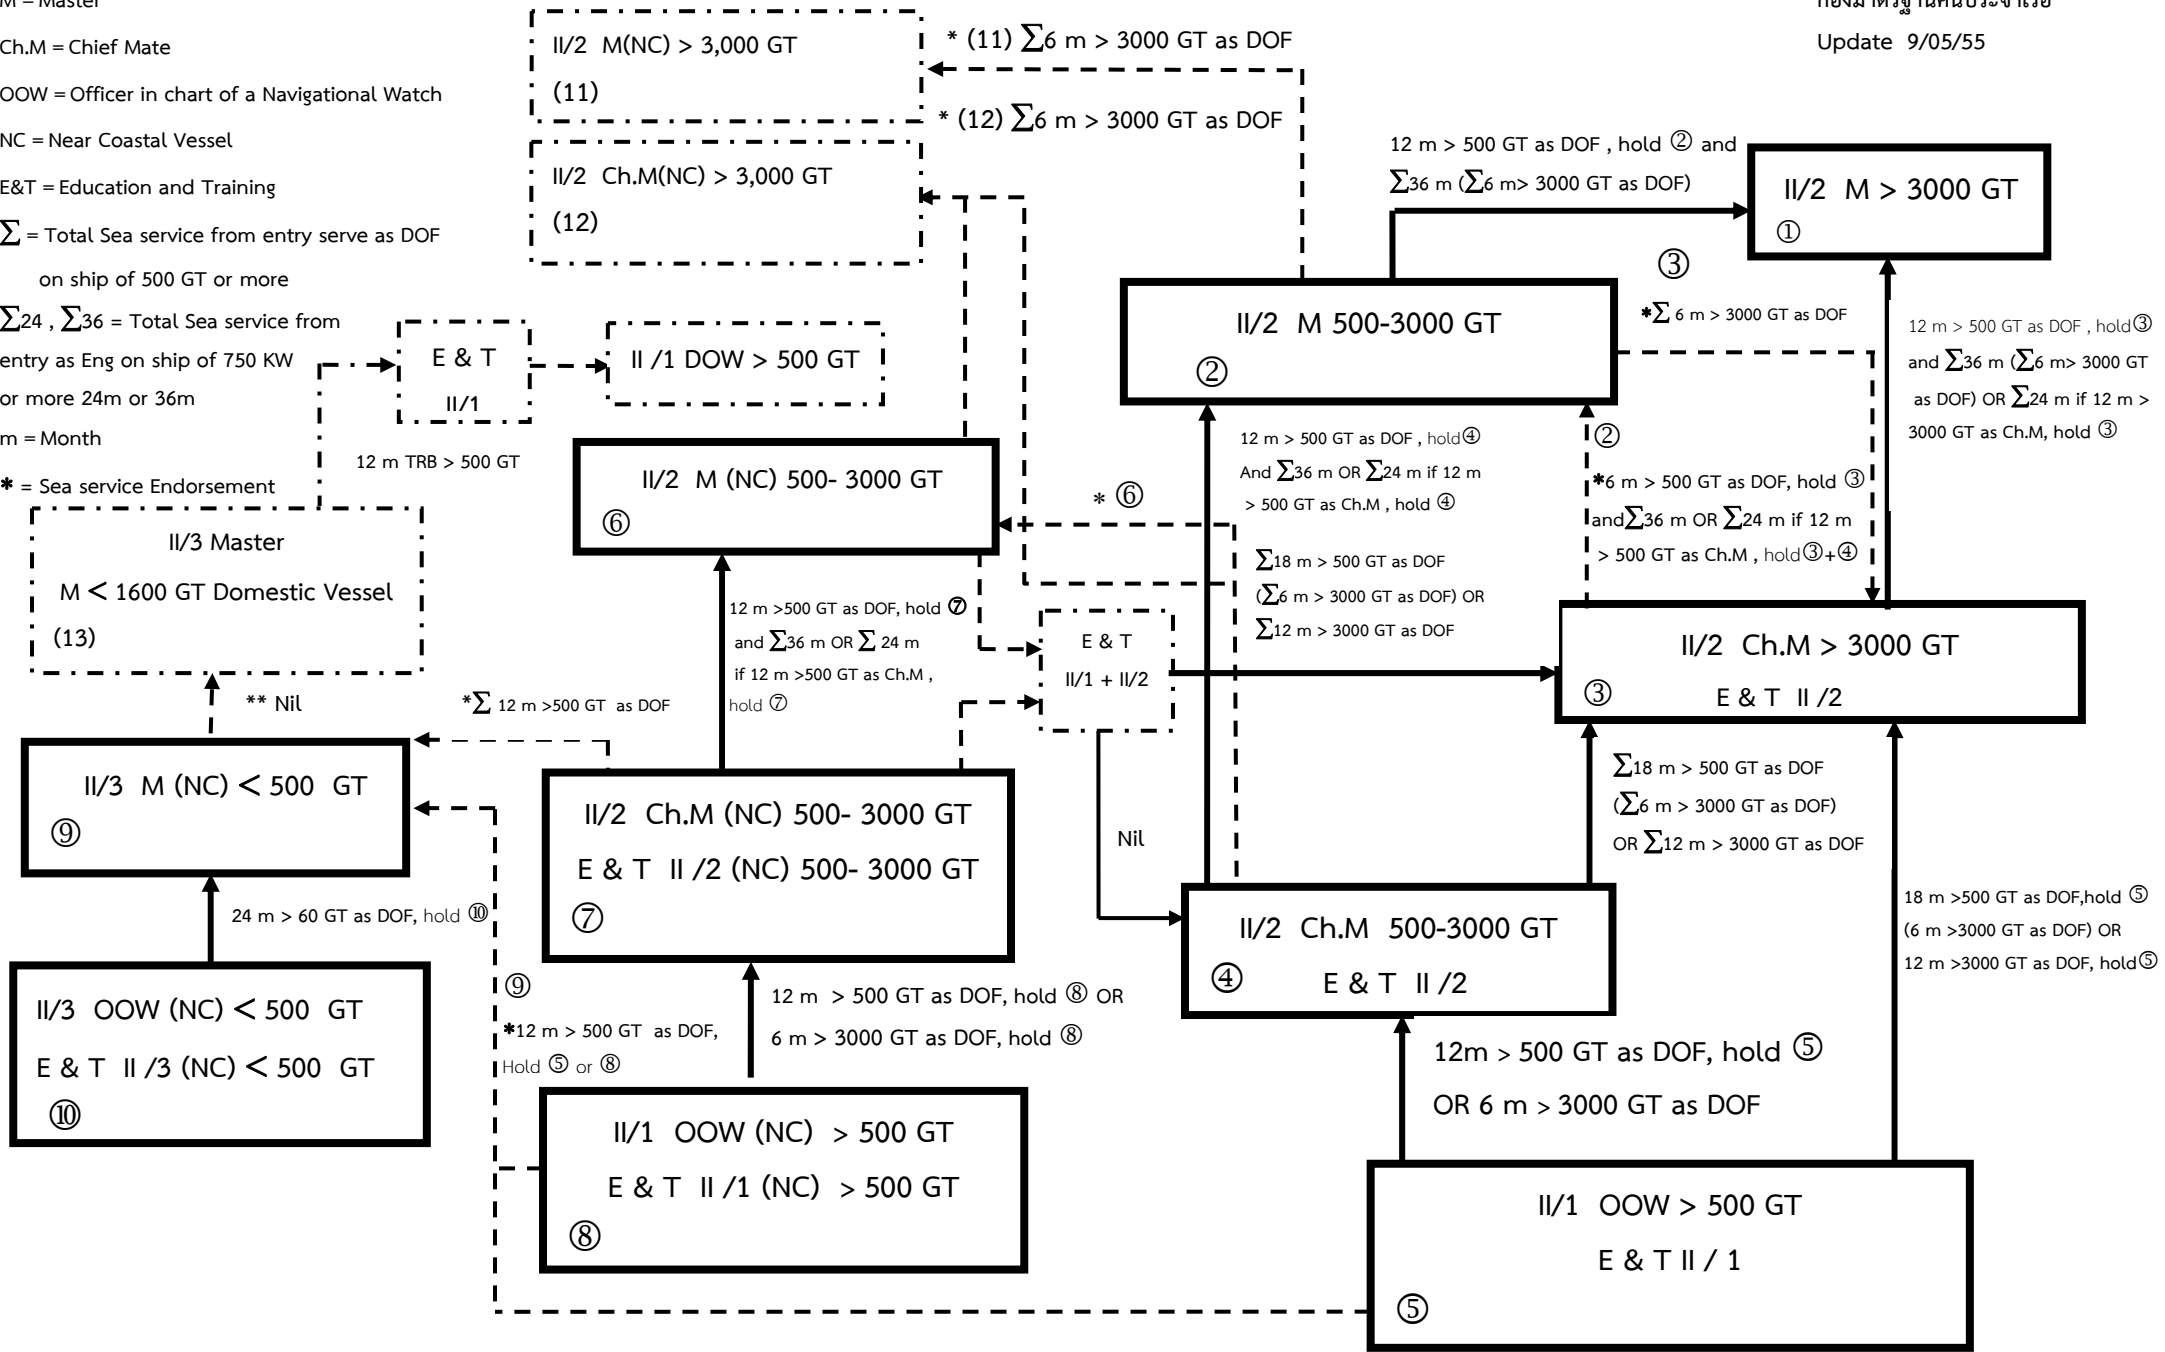 M = Master
Ch.M = Chief Mate
OOW = Officer in chart of a Navigational Watch
NC = Near Coastal Vessel
E&T = Education and Training
∑ = Total Sea service from entry serve as DOF
on ship of 500 GT or more
∑24 , ∑36 = Total Sea service from
entry as Eng on ship of 750 KW
or more 24m or 36m
m = Month
* = Sea service Endorsement
กองมาตรฐานคนประจำเรือ
Update 9/05/55
II/2 M(NC) > 3,000 GT
(11)
* (11) ∑6 m > 3000 GT as DOF
* (12) ∑6 m > 3000 GT as DOF
II/2 Ch.M(NC) > 3,000 GT
(12)
12 m > 500 GT as DOF , hold ② and
∑36 m (∑6 m> 3000 GT as DOF)
II/2 M > 3000 GT
①
③
*∑ 6 m > 3000 GT as DOF
II/2 M 500-3000 GT
②
12 m > 500 GT as DOF , hold③
and ∑36 m (∑6 m> 3000 GT
as DOF) OR ∑24 m if 12 m >
3000 GT as Ch.M, hold ③
E & T
II/1
II /1 DOW > 500 GT
12 m TRB > 500 GT
II/2 M (NC) 500- 3000 GT
⑥
* ⑥
12 m > 500 GT as DOF , hold④
And ∑36 m OR ∑24 m if 12 m
> 500 GT as Ch.M , hold ④
②
*6 m > 500 GT as DOF, hold ③
and∑36 m OR ∑24 m if 12 m
> 500 GT as Ch.M , hold③+④
∑18 m > 500 GT as DOF
(∑6 m > 3000 GT as DOF) OR
∑12 m > 3000 GT as DOF
II/3 Master
M < 1600 GT Domestic Vessel
(13)
** Nil
12 m >500 GT as DOF, hold ⑦
and ∑36 m OR ∑ 24 m
if 12 m >500 GT as Ch.M ,
hold ⑦
E & T
II/1 + II/2
II/2 Ch.M > 3000 GT
③
E & T II /2
*∑ 12 m >500 GT as DOF
II/3 M (NC) < 500 GT
⑨
II/2 Ch.M (NC) 500- 3000 GT
E & T II /2 (NC) 500- 3000 GT
⑦
Nil
∑18 m > 500 GT as DOF
(∑6 m > 3000 GT as DOF)
OR ∑12 m > 3000 GT as DOF
24 m > 60 GT as DOF, hold ⑩
II/2 Ch.M 500-3000 GT
④
E & T II /2
18 m >500 GT as DOF,hold ⑤
(6 m >3000 GT as DOF) OR
12 m >3000 GT as DOF, hold⑤
II/3 OOW (NC) < 500 GT
E & T II /3 (NC) < 500 GT
⑩
⑨
*12 m > 500 GT as DOF,
Hold ⑤ or ⑧
12 m > 500 GT as DOF, hold ⑧ OR
6 m > 3000 GT as DOF, hold ⑧
12m > 500 GT as DOF, hold ⑤
OR 6 m > 3000 GT as DOF
II/1 OOW (NC) > 500 GT
E & T II /1 (NC) > 500 GT
⑧
II/1 OOW > 500 GT
E & T II / 1
⑤